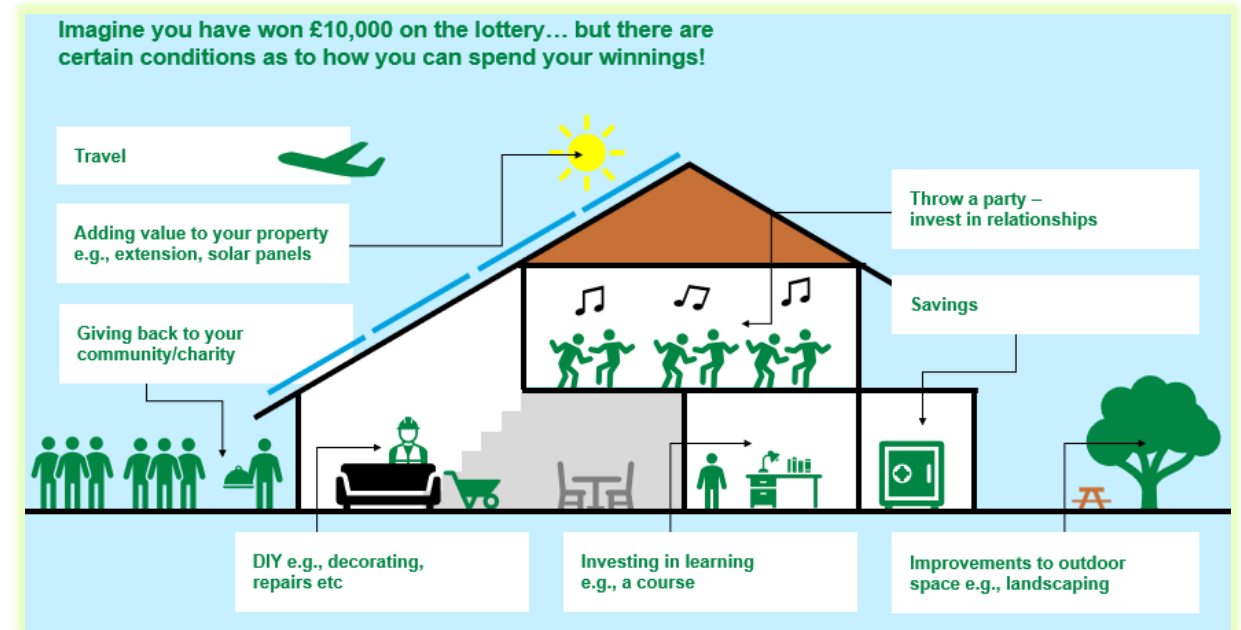 Imagine you have won £10,000 on the lottery… but there are
certain conditions as to how you can spend your winnings!
Travel
Adding value to your property
e.g., extension, solar panels
Giving back to your
community/charity
Throw a party –
invest in relationships
Savings
DIY e.g., decorating,
repairs etc
Investing in learning
e.g., a course
Improvements to outdoor
space e.g., landscaping